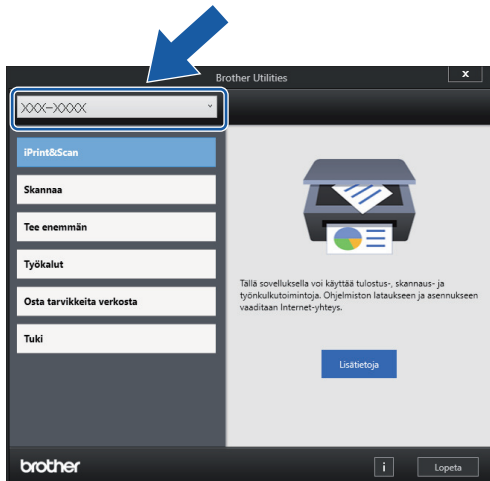 Brother Utilities
x
XXX-XXXX
iPrint&Scan
Skannaa
Tee enemmän
Työkalut
Osta tarvikkeita verkosta
Tuki
Tällä sovelluksella voi käyttää tulostus-, skannaus- ja
työnkulkutoimintoja. Ohjelmiston lataukseen ja asennukseen
vaaditaan Internet-yhteys.
Lisätietoja
brother
i
Lopeta